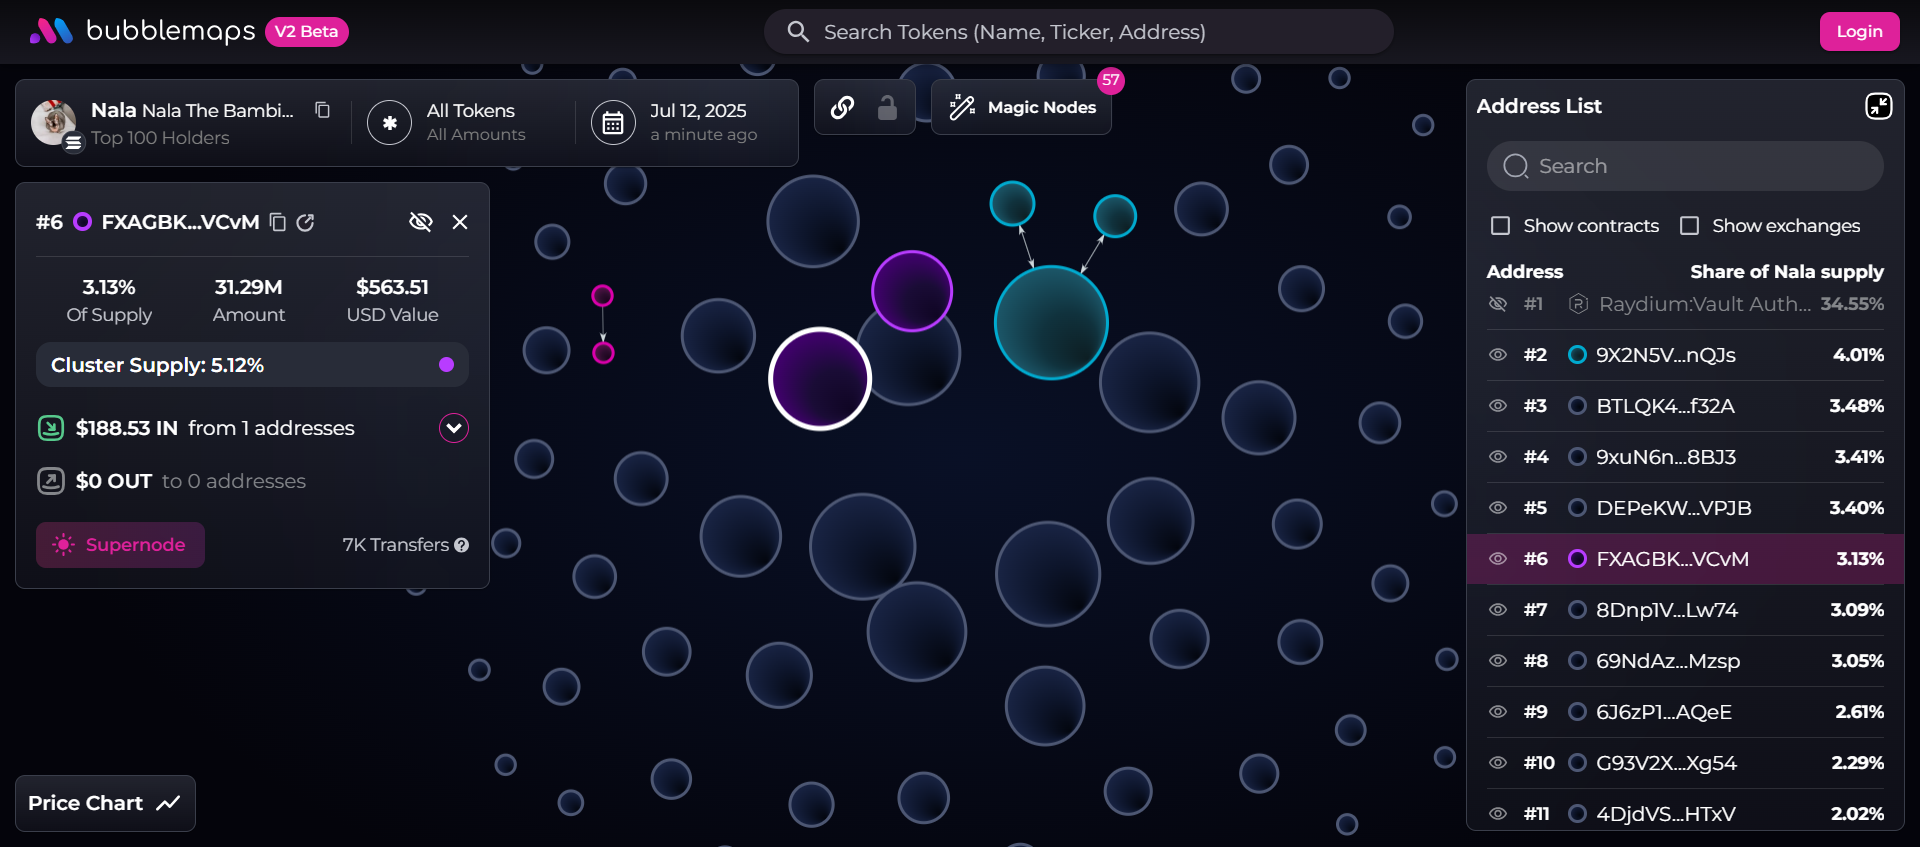 bubblemaps V2 Beta
Search Tokens (Name, Ticker, Address)
Login
Nala Nala The Bambi...
Top 100 Holders
All Tokens
All Amounts
Jul 12, 2025
a minute ago
Magic Nodes
57
#6 FXAGBK...VCvM
3.13%
Of Supply
31.29M
Amount
$563.51
USD Value
Cluster Supply: 5.12%
$188.53 IN from 1 addresses
$0 OUT to 0 addresses
Supernode
7K Transfers ?
Price Chart
Address List
Search
Show contracts
Show exchanges
Address Share of Nala supply
#1 Raydium:Vault Auth... 34.55%
#2 9X2N5V...nQJs 4.01%
#3 BTLQK4...f32A 3.48%
#4 9xuN6n...8BJ3 3.41%
#5 DEPeKW...VPJB 3.40%
#6 FXAGBK...VCvM 3.13%
#7 8Dnp1V...Lw74 3.09%
#8 69NdAz...Mzsp 3.05%
#9 6J6zP1...AQeE 2.61%
#10 G93V2X...Xg54 2.29%
#11 4DjdVS...HTxV 2.02%